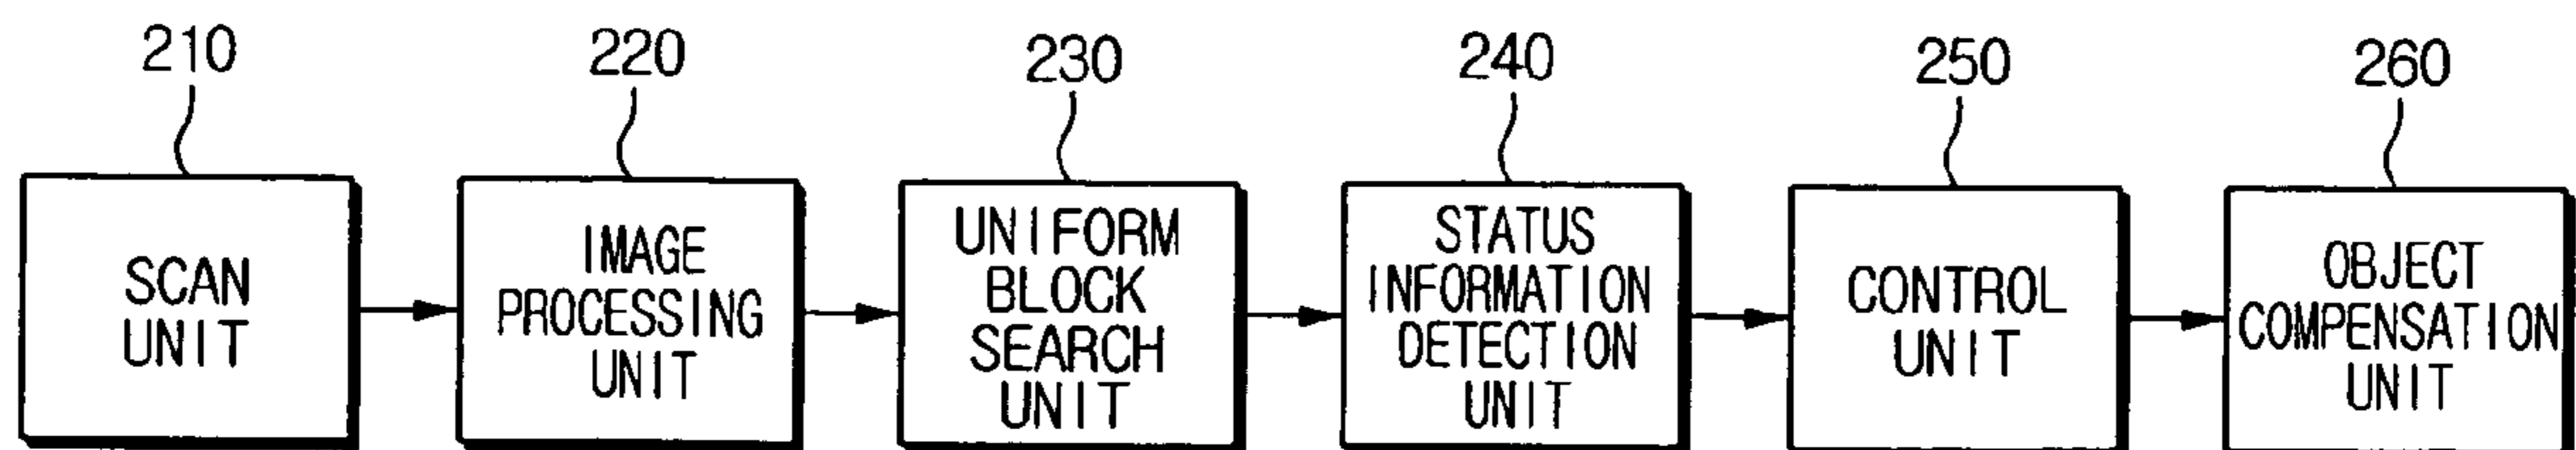 210
220
230
240
250
260
SCAN
UNIT
IMAGE
PROCESSING
UNIT
UNIFORM
BLOCK
SEARCH
UNIT
STATUS
INFORMATION
DETECTION
UNIT
CONTROL
UNIT
OBJECT
COMPENSATION
UNIT